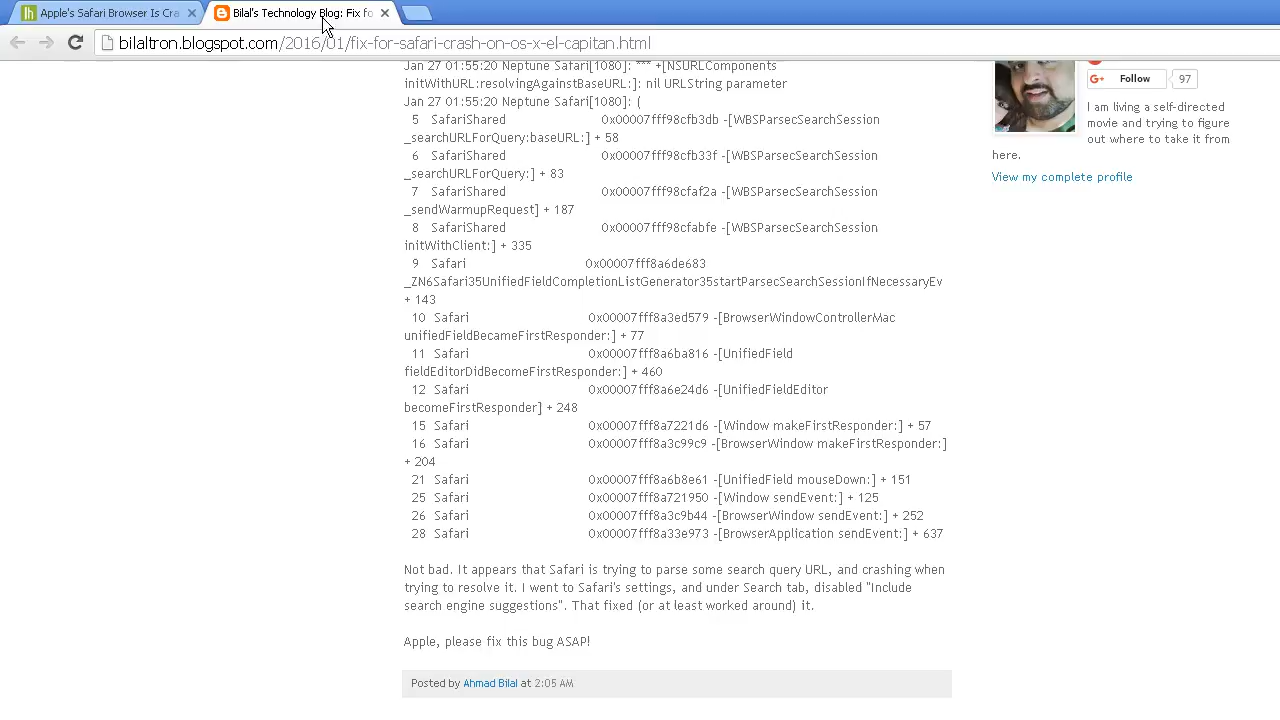 Apple's Safari Browser Is Cra
Bilal's Technology Blog: Fix fo
bilaltron.blogspot.com/2016/01/fix-for-safari-crash-on-os-x-el-capitan.html
Jan 27 01:55:20 Neptune Safari[1080]: *** +[NSURLComponents
initWithURL:resolvingAgainstBaseURL:]: nil URLString parameter
Jan 27 01:55:20 Neptune Safari[1080]: (
5 SafariShared 0x00007fff98cfb3db -[WBSParsecSearchSession
_searchURLForQuery:baseURL:] + 58
6 SafariShared 0x00007fff98cfb33f -[WBSParsecSearchSession
_searchURLForQuery:] + 83
7 SafariShared 0x00007fff98cfaf2a -[WBSParsecSearchSession
_sendWarmupRequest] + 187
8 SafariShared 0x00007fff98cfabfe -[WBSParsecSearchSession
initWithClient:] + 335
9 Safari 0x00007fff8a6de683
_ZN6Safari35UnifiedFieldCompletionListGenerator35startParsecSearchSessionIfNecessaryEv
+ 143
10 Safari 0x00007fff8a3ed579 -[BrowserWindowControllerMac
unifiedFieldBecameFirstResponder:] + 77
11 Safari 0x00007fff8a6ba816 -[UnifiedField
fieldEditorDidBecomeFirstResponder:] + 460
12 Safari 0x00007fff8a6e24d6 -[UnifiedFieldEditor
becomeFirstResponder] + 248
15 Safari 0x00007fff8a7221d6 -[Window makeFirstResponder:] + 57
16 Safari 0x00007fff8a3c99c9 -[BrowserWindow makeFirstResponder:]
+ 204
21 Safari 0x00007fff8a6b8e61 -[UnifiedField mouseDown:] + 151
25 Safari 0x00007fff8a721950 -[Window sendEvent:] + 125
26 Safari 0x00007fff8a3c9b44 -[BrowserWindow sendEvent:] + 252
28 Safari 0x00007fff8a33e973 -[BrowserApplication sendEvent:] + 637
Not bad. It appears that Safari is trying to parse some search query URL, and crashing when
trying to resolve it. I went to Safari's settings, and under Search tab, disabled "Include
search engine suggestions". That fixed (or at least worked around) it.
Apple, please fix this bug ASAP!
Posted by Ahmad Bilal at 2:05 AM
G+ Follow 97
I am living a self-directed
movie and trying to figure
out where to take it from
here.
View my complete profile